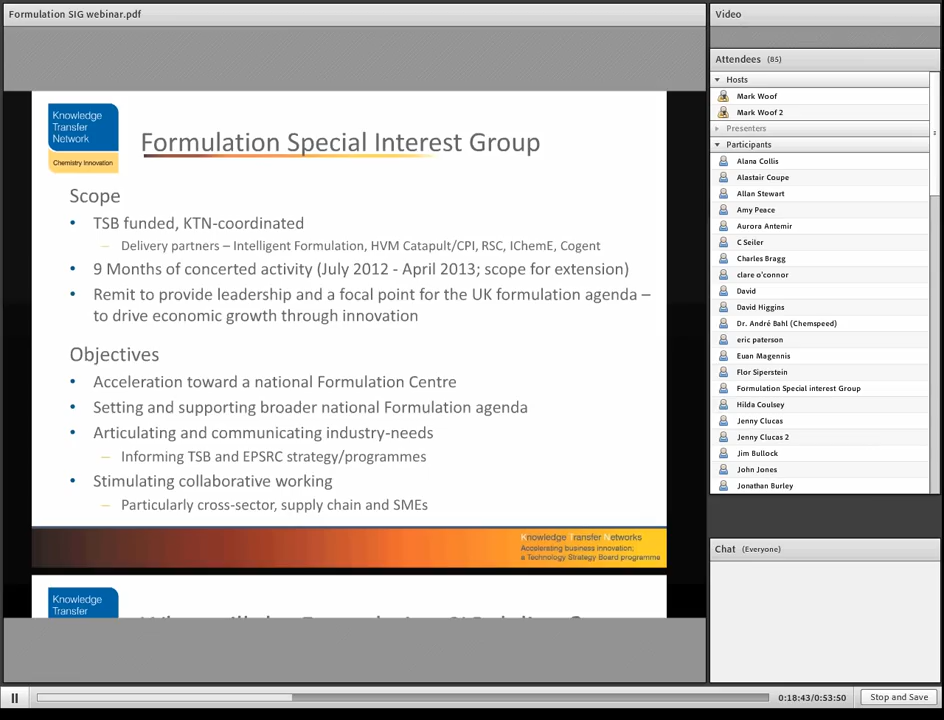 Formulation SIG webinar.pdf
Knowledge
Transfer
Network
Chemistry Innovation
Formulation Special Interest Group
Scope
• TSB funded, KTN-coordinated
– Delivery partners – Intelligent Formulation, HVM Catapult/CPI, RSC, IChemE, Cogent
• 9 Months of concerted activity (July 2012 - April 2013; scope for extension)
• Remit to provide leadership and a focal point for the UK formulation agenda –
to drive economic growth through innovation
Objectives
• Acceleration toward a national Formulation Centre
• Setting and supporting broader national Formulation agenda
• Articulating and communicating industry-needs
– Informing TSB and EPSRC strategy/programmes
• Stimulating collaborative working
– Particularly cross-sector, supply chain and SMEs
Knowledge Transfer Networks
Accelerating business innovation;
a Technology Strategy Board programme
Knowledge
Transfer
0:18:43/0:53:50
Stop and Save
Video
Attendees (85)
Hosts
Mark Woof
Mark Woof 2
Presenters
Participants
Alana Collis
Alastair Coupe
Allan Stewart
Amy Peace
Aurora Antemir
C Seiler
Charles Bragg
clare o'connor
David
David Higgins
Dr. André Bahl (Chemspeed)
eric paterson
Euan Magennis
Flor Siperstein
Formulation Special interest Group
Hilda Coulsey
Jenny Clucas
Jenny Clucas 2
Jim Bullock
John Jones
Jonathan Burley
Chat (Everyone)